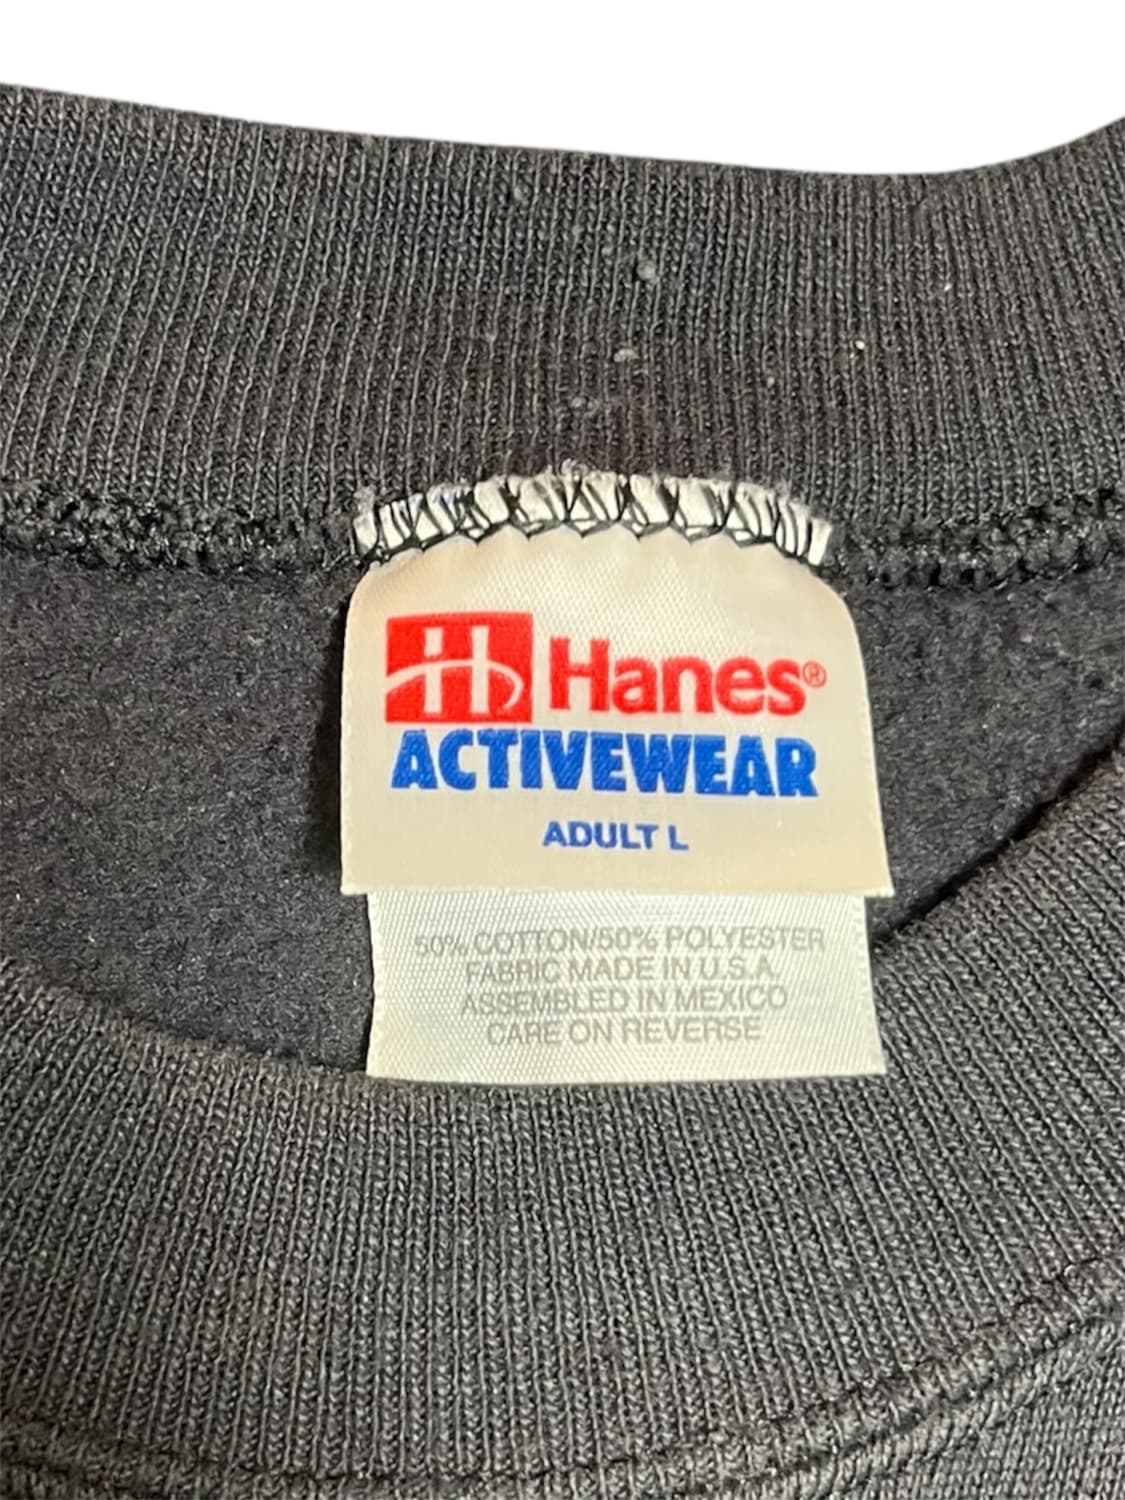 H Hanes®
ACTIVEWEAR
ADULT L
50% COTTON/50% POLYESTER
FABRIC MADE IN U.S.A.
ASSEMBLED IN MEXICO
CARE ON REVERSE